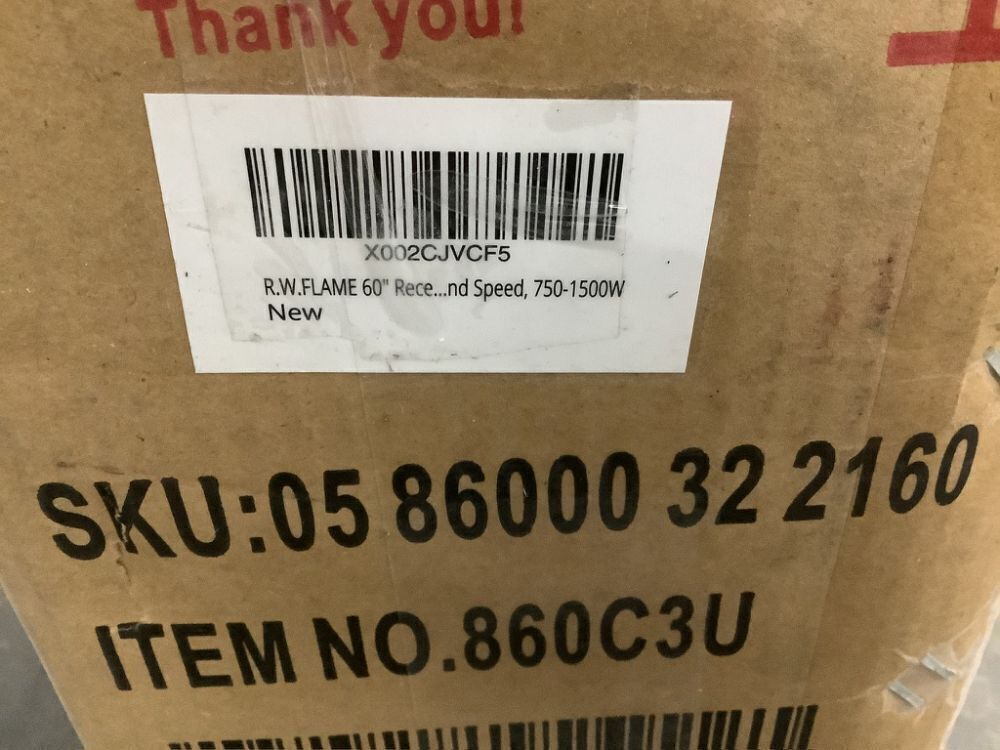 Thank you!
X002CJVCF5
R.W.FLAME 60" Rece...nd Speed, 750-1500W
New
SKU:05 86000 32 2160
ITEM NO.860C3U